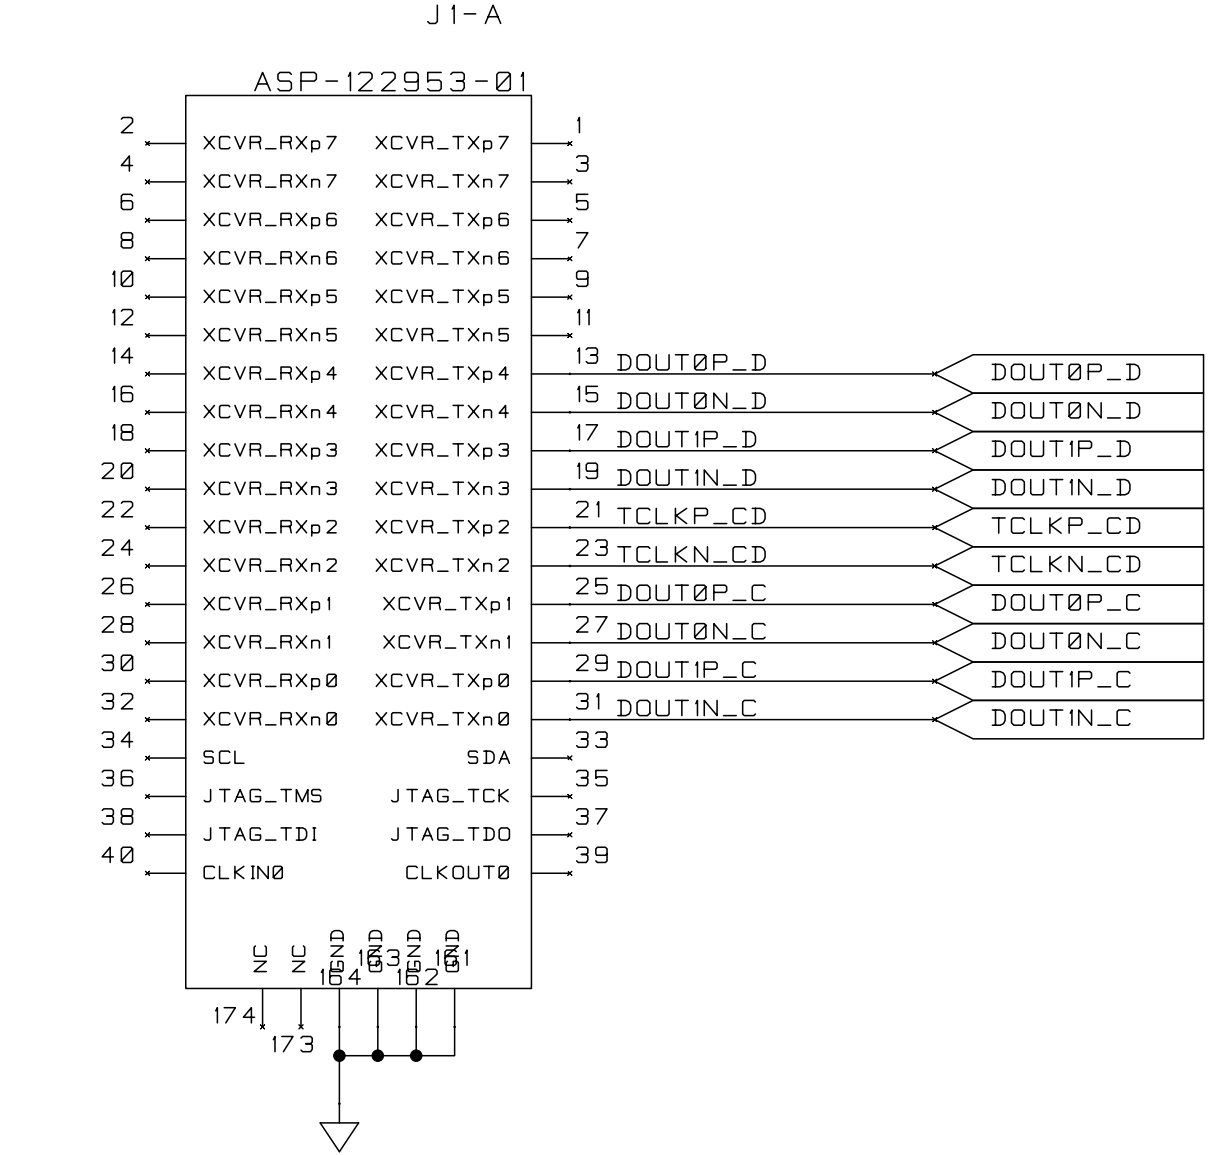 J1-A
ASP-122953-01
2 XCVR_RXp7 XCVR_TXp7 1
4 XCVR_RXn7 XCVR_TXn7 3
6 XCVR_RXp6 XCVR_TXp6 5
8 XCVR_RXn6 XCVR_TXn6 7
10 XCVR_RXp5 XCVR_TXp5 9
12 XCVR_RXn5 XCVR_TXn5 11
14 XCVR_RXp4 XCVR_TXp4 13 DOUT0P_D DOUT0P_D
16 XCVR_RXn4 XCVR_TXn4 15 DOUT0N_D DOUT0N_D
18 XCVR_RXp3 XCVR_TXp3 17 DOUT1P_D DOUT1P_D
20 XCVR_RXn3 XCVR_TXn3 19 DOUT1N_D DOUT1N_D
22 XCVR_RXp2 XCVR_TXp2 21 TCLKP_CD TCLKP_CD
24 XCVR_RXn2 XCVR_TXn2 23 TCLKN_CD TCLKN_CD
26 XCVR_RXp1 XCVR_TXp1 25 DOUT0P_C DOUT0P_C
28 XCVR_RXn1 XCVR_TXn1 27 DOUT0N_C DOUT0N_C
30 XCVR_RXp0 XCVR_TXp0 29 DOUT1P_C DOUT1P_C
32 XCVR_RXn0 XCVR_TXn0 31 DOUT1N_C DOUT1N_C
34 SCL SDA 33
36 JTAG_TMS JTAG_TCK 35
38 JTAG_TDI JTAG_TDO 37
40 CLKIN0 CLKOUT0 39
NC NC GND GND GND GND
163 161
164 162
174
173